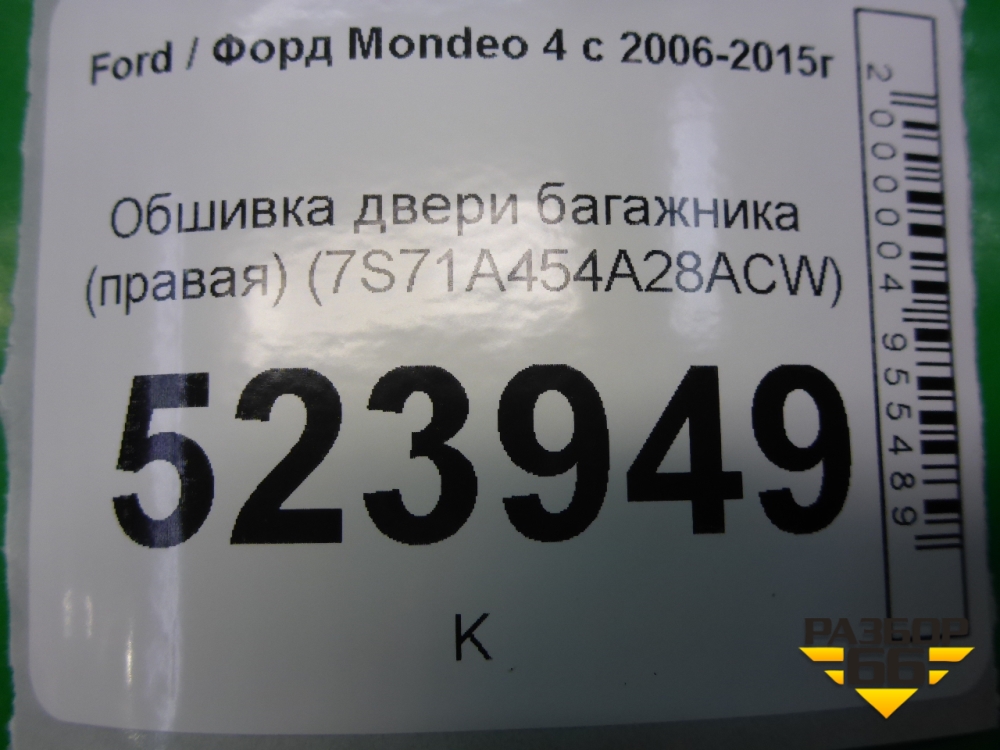 Ford / Форд Mondeo 4 с 2006-2015г
Обшивка двери багажника
(правая) (7S71A454A28ACW)
523949
К
2000004955489
РАЗБОР
66